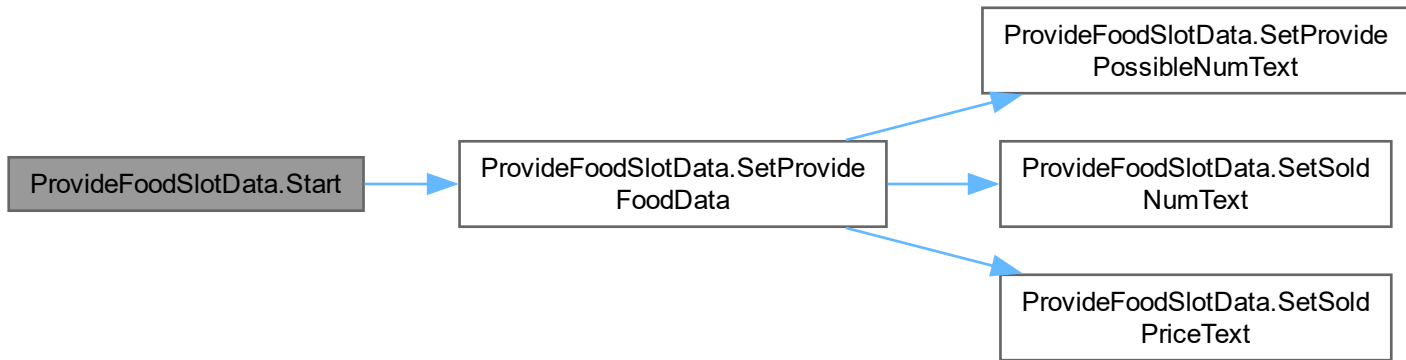 ProvideFoodSlotData.Start
ProvideFoodSlotData.SetProvide
FoodData
ProvideFoodSlotData.SetProvide
PossibleNumText
ProvideFoodSlotData.SetSold
NumText
ProvideFoodSlotData.SetSold
PriceText